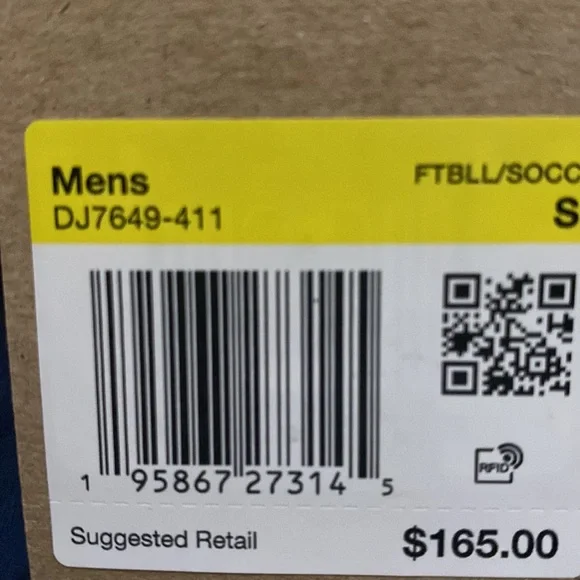 Mens
FTBLL/SOCC
DJ7649-411
S
1 95867 27314 5
RFID
Suggested Retail
$165.00